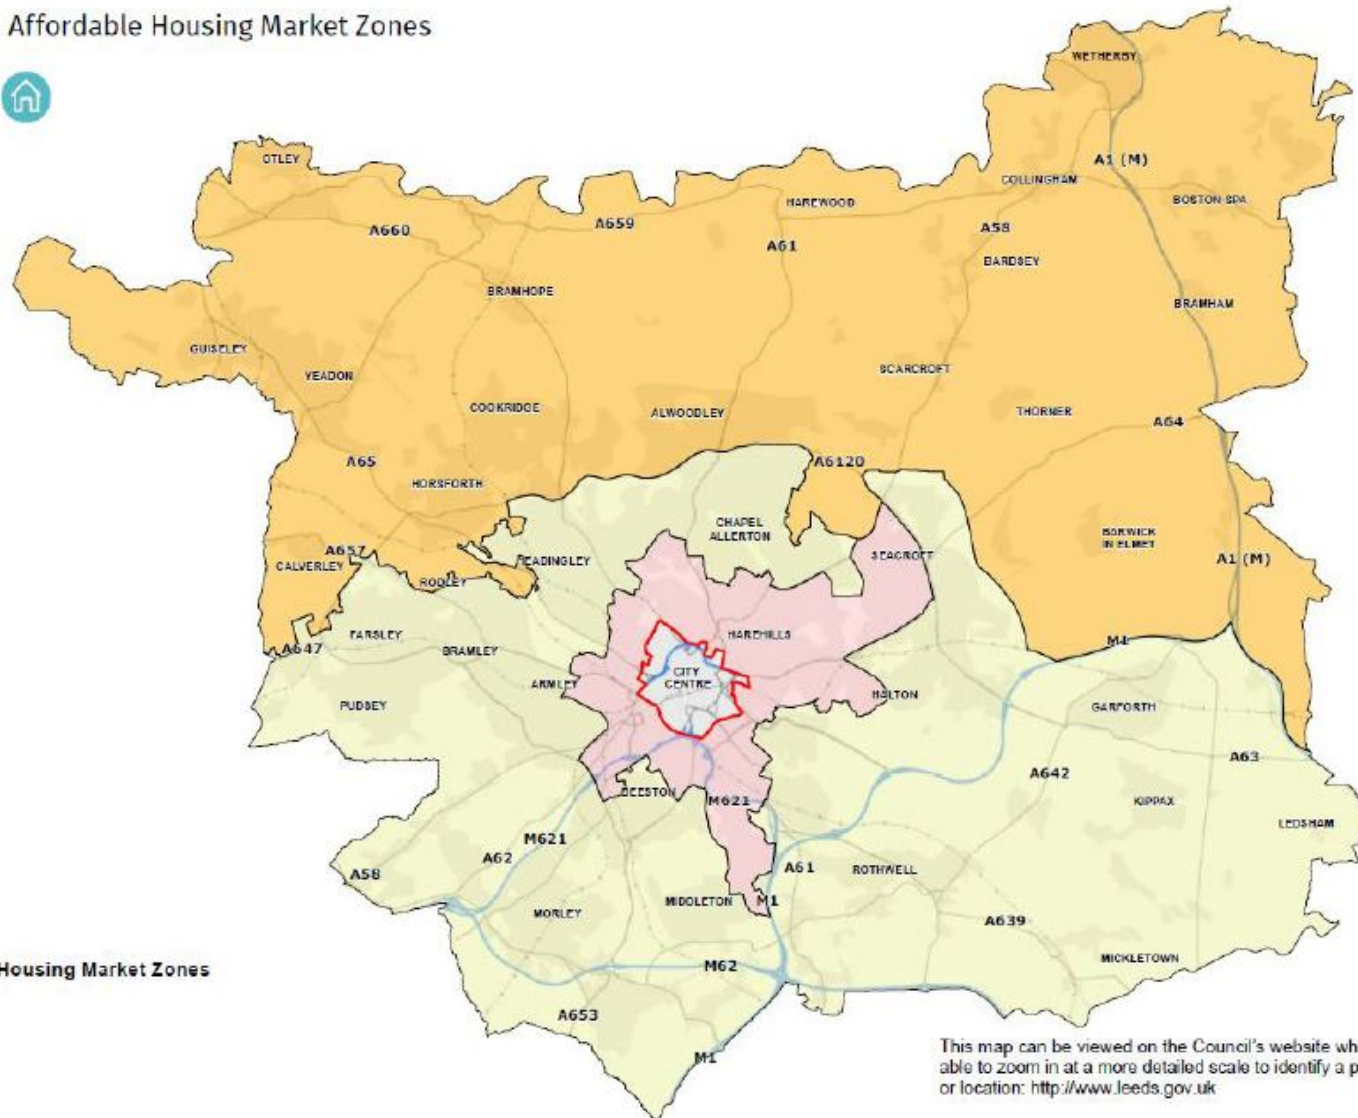 Affordable Housing Market Zones
WETHERBY
OTLEY
A1 (M)
COLLINGHAM
BOSTON SPA
HAREWOOD
A659
A660
A58
A61
BARDSEY
BRAMHOPE
BRAMHAM
GUISELEY
YEADON
SCARCROFT
COOKRIDGE
ALWOODLEY
THORNER
A64
A65
A6120
HORSFORTH
CHAPEL
ALLERTON
BARWICK
IN ELMET
A657
SEACROFT
A1 (M)
CALVERLEY
EADINGLEY
RODLEY
FARSLEY
HAREHILLS
M1
A647
BRAMLEY
CITY
CENTRE
ARMLEY
HALTON
PUDSEY
GARFORTH
A63
A642
BEESTON
M621
KIPPAX
LEDSHAM
M621
A62
A61
ROTHWELL
A58
MIDDLETON
M1
MORLEY
A639
MICKLETOWN
Housing Market Zones
M62
A653
M1
This map can be viewed on the Council's website wh
able to zoom in at a more detailed scale to identify a p
or location: http://www.leeds.gov.uk